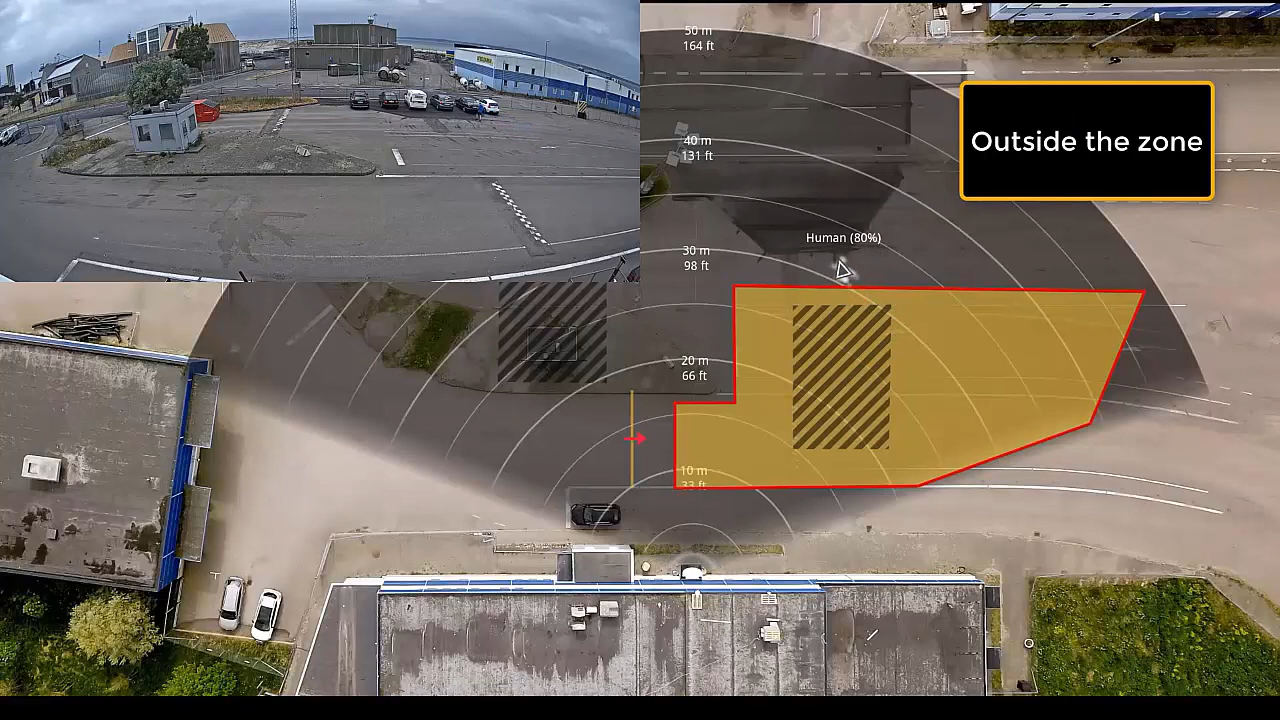 50 m
164 ft
Outside the zone
40 m
131 ft
Human (80%)
30 m
98 ft
20 m
66 ft
10 m
33 ft